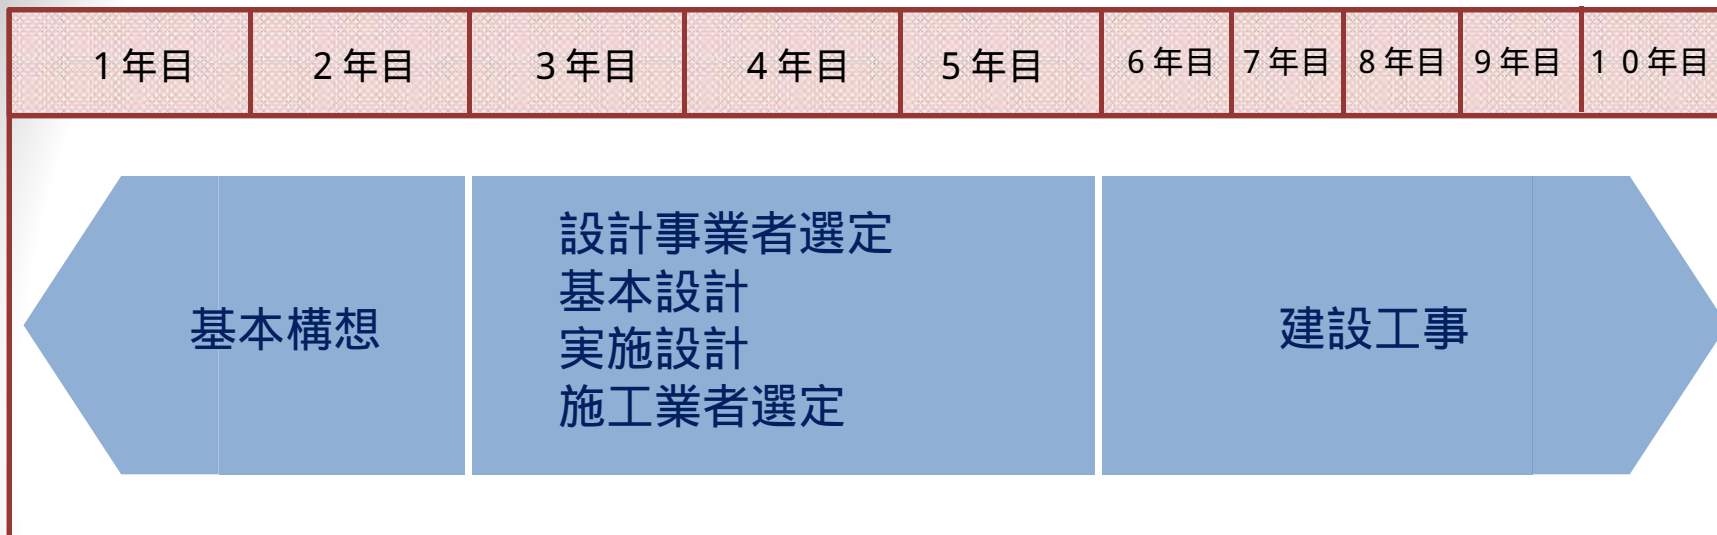 1年目 2年目 3年目 4年目 5年目 6年目 7年目 8年目 9年目 10年目
基本構想
設計事業者選定
基本設計
実施設計
施工業者選定
建設工事